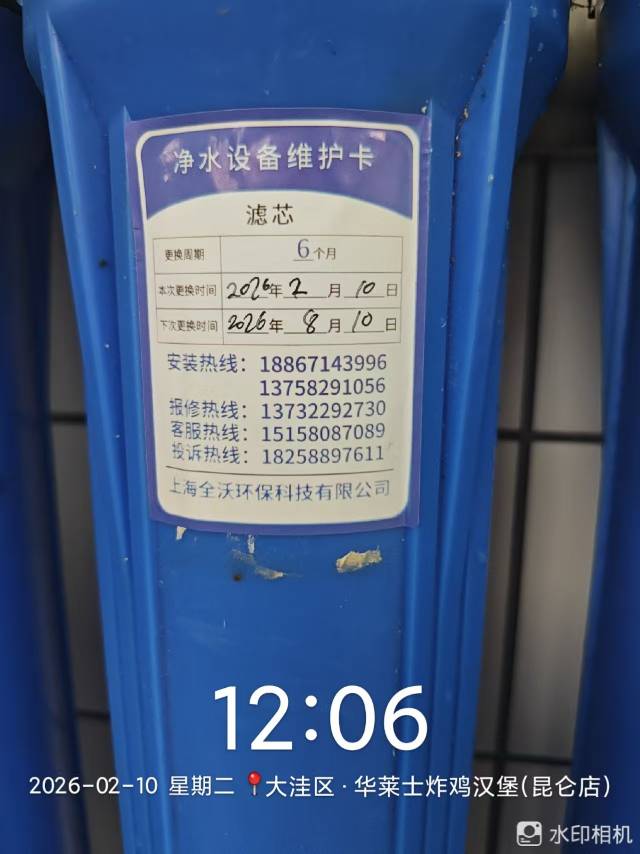 净水设备维护卡
滤芯
更换周期 6个月
本次更换时间 2026年2月10日
下次更换时间 2026年8月10日
安装热线：18867143996
13758291056
报修热线：13732292730
客服热线：15158087089
投诉热线：18258897611
上海全沃环保科技有限公司
12:06
2026-02-10 星期二 大洼区·华莱士炸鸡汉堡(昆仑店)
水印相机